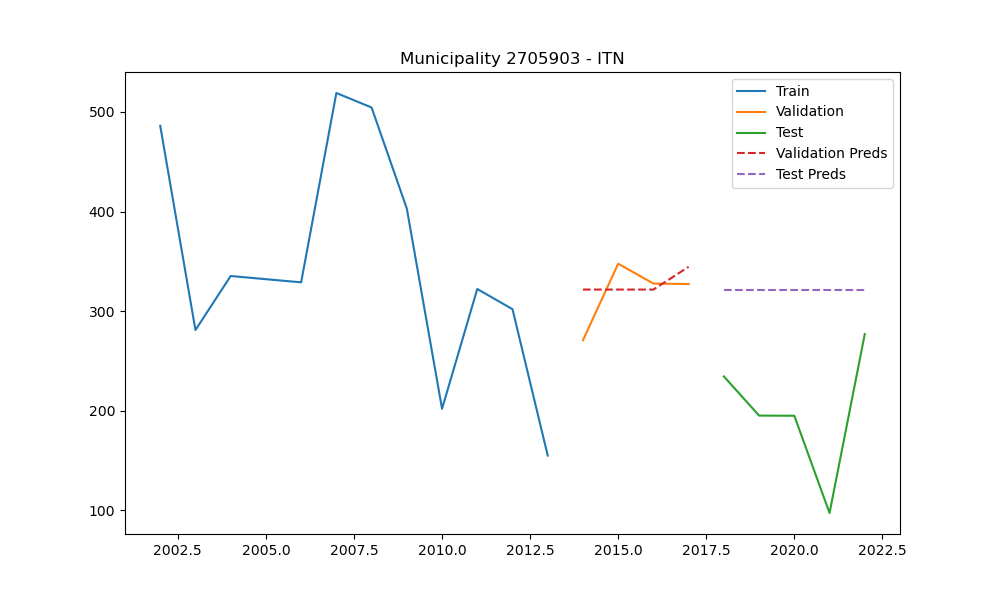 Municipality 2705903 - ITN
Train
Validation
Test
Validation Preds
Test Preds
500
400
300
200
100
2002.5 2005.0 2007.5 2010.0 2012.5 2015.0 2017.5 2020.0 2022.5